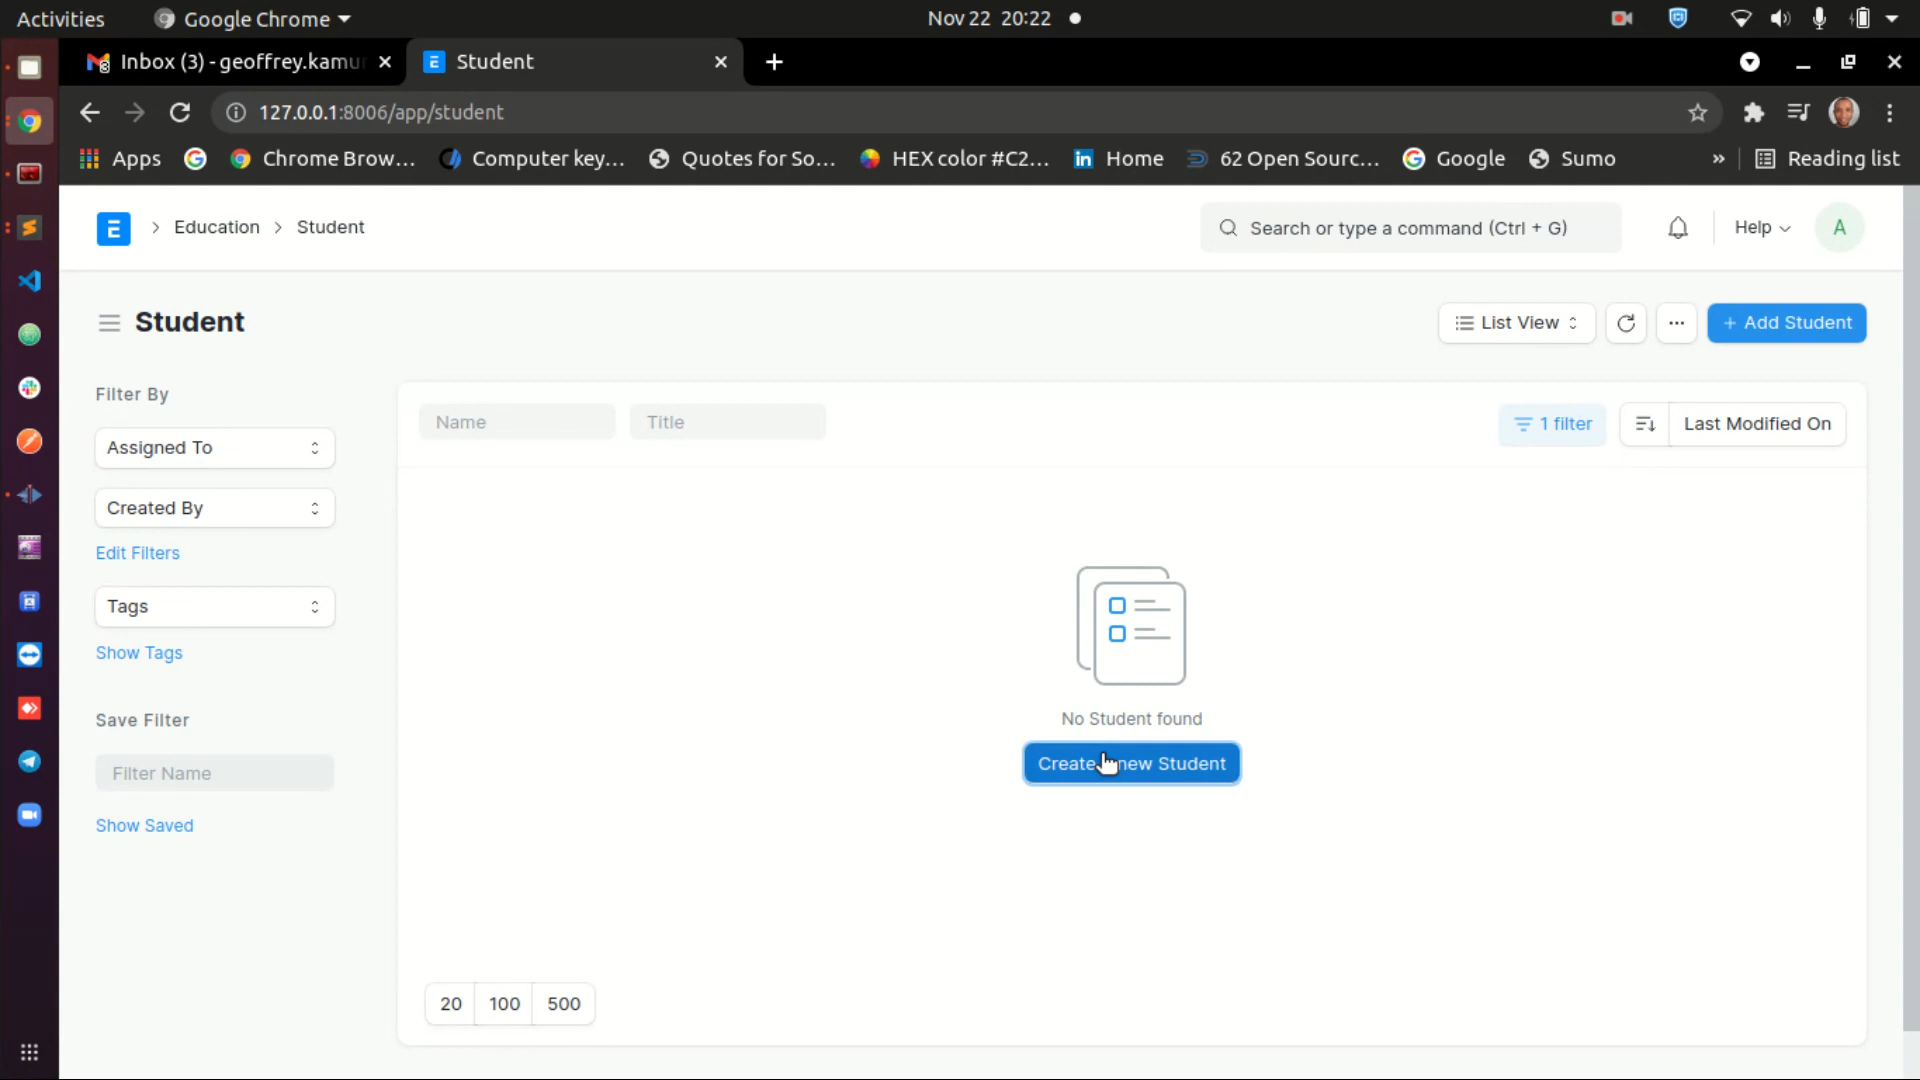 Activities Google Chrome Nov 22 20:22
Inbox (3) - geoffrey.kamu Student
127.0.0.1:8006/app/student
Apps Chrome Brow... Computer key... Quotes for So... HEX color #C2... Home 62 Open Sourc... Google Sumo » Reading list
E > Education > Student Search or type a command (Ctrl + G) Help A
Student List View ... + Add Student
Filter By
Name Title 1 filter Last Modified On
Assigned To
Created By
Edit Filters
Tags
Show Tags
No Student found
Save Filter
Create new Student
Filter Name
Show Saved
20 100 500